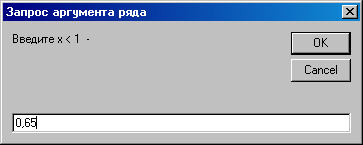 Запрос аргумента ряда
Введите x < 1 -
OK
Cancel
0,65